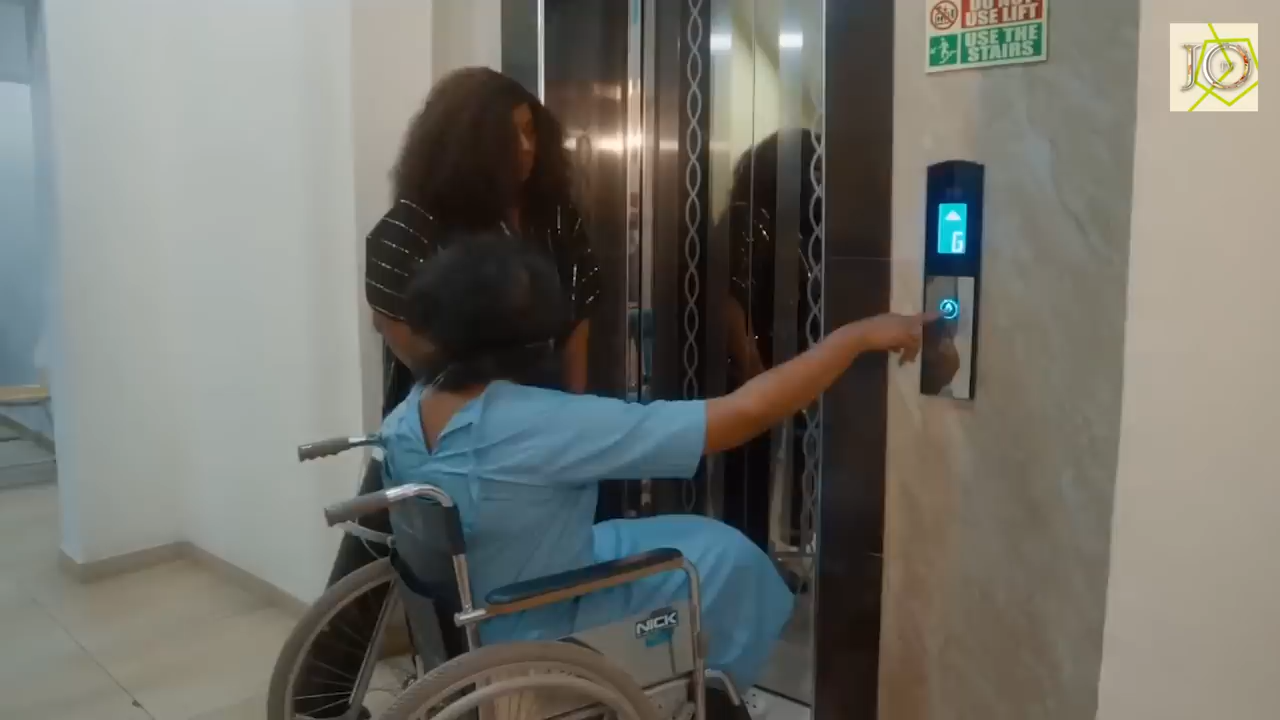 USE LIFT
USE THE
STAIRS
G
NICK